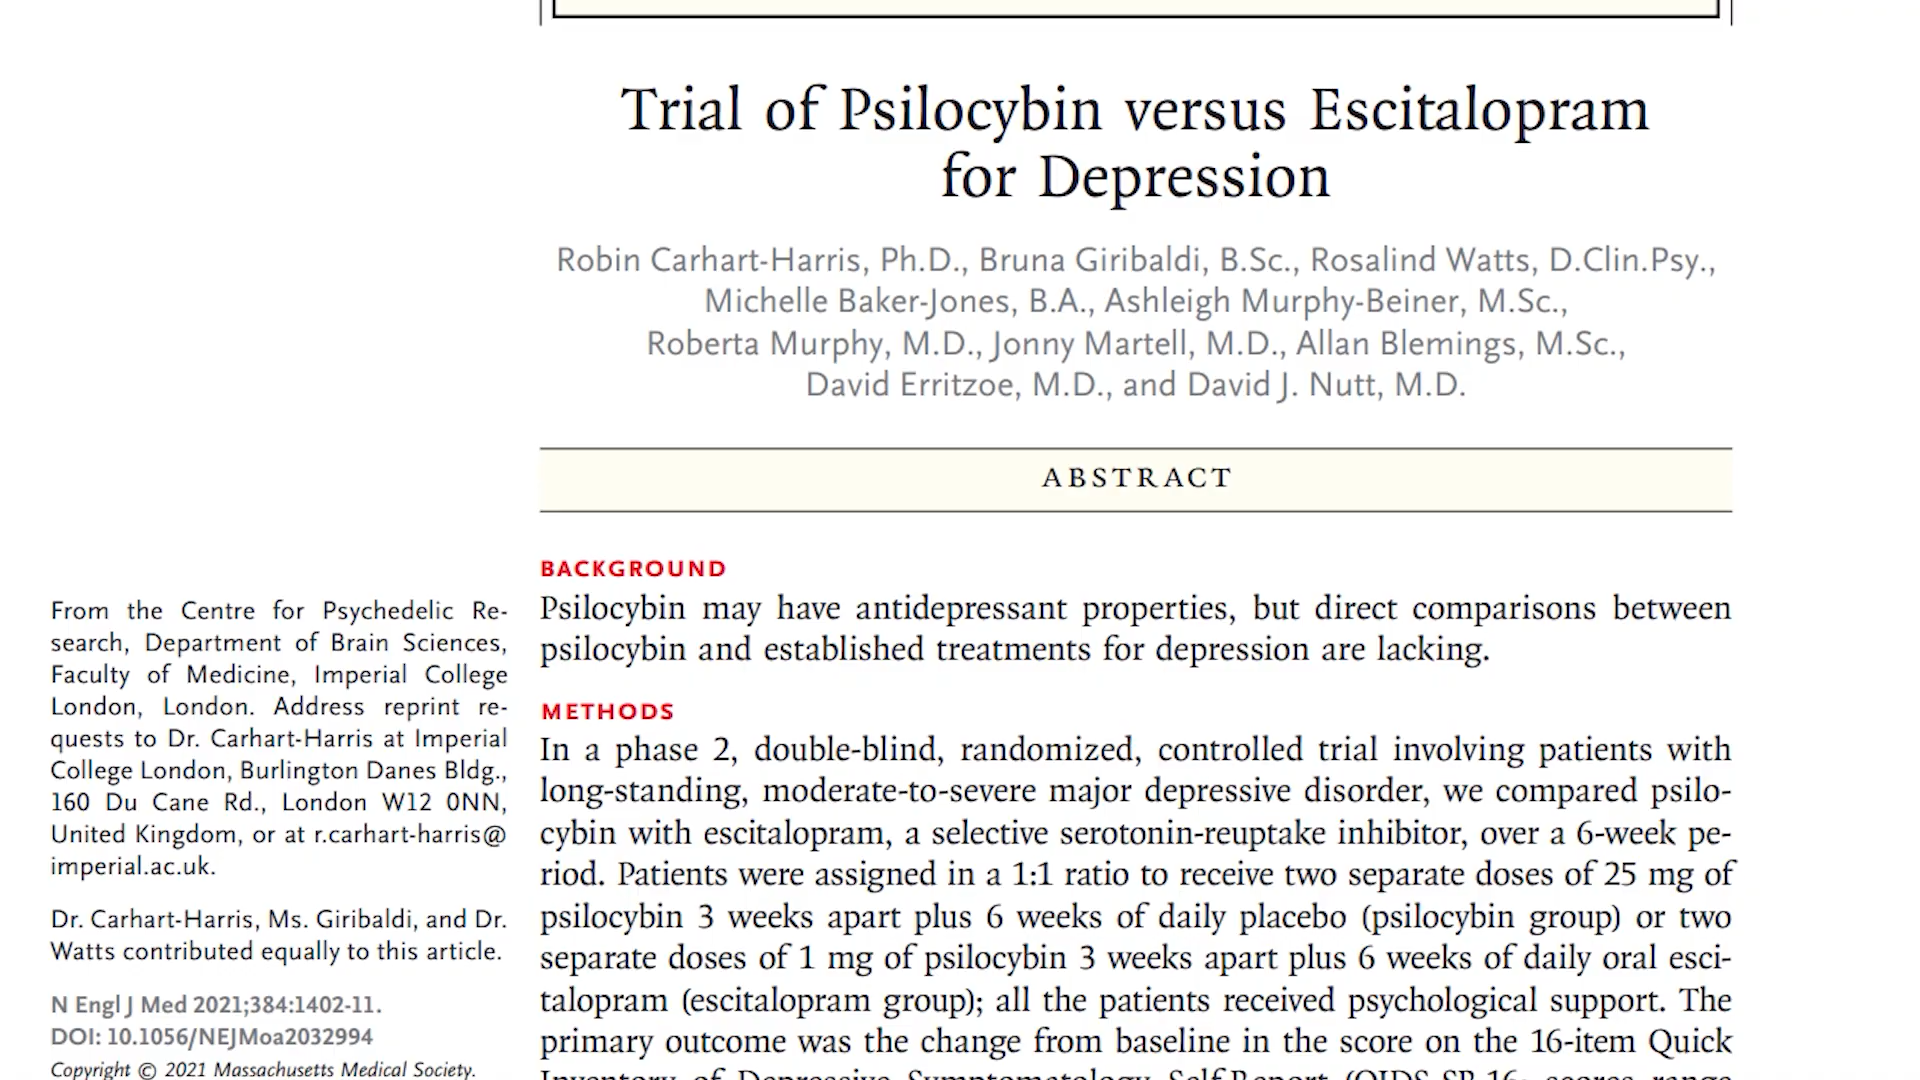 Trial of Psilocybin versus Escitalopram
for Depression
Robin Carhart-Harris, Ph.D., Bruna Giribaldi, B.Sc., Rosalind Watts, D.Clin.Psy.,
Michelle Baker-Jones, B.A., Ashleigh Murphy-Beiner, M.Sc.,
Roberta Murphy, M.D., Jonny Martell, M.D., Allan Blemings, M.Sc.,
David Erritzoe, M.D., and David J. Nutt, M.D.
ABSTRACT
From the Centre for Psychedelic Re-
search, Department of Brain Sciences,
Faculty of Medicine, Imperial College
London, London. Address reprint re-
quests to Dr. Carhart-Harris at Imperial
College London, Burlington Danes Bldg.,
160 Du Cane Rd., London W12 0NN,
United Kingdom, or at r.carhart-harris@
imperial.ac.uk.
Dr. Carhart-Harris, Ms. Giribaldi, and Dr.
Watts contributed equally to this article.
N Engl J Med 2021;384:1402-11.
DOI: 10.1056/NEJMoa2032994
Copyright © 2021 Massachusetts Medical Society.
BACKGROUND
Psilocybin may have antidepressant properties, but direct comparisons between
psilocybin and established treatments for depression are lacking.
METHODS
In a phase 2, double-blind, randomized, controlled trial involving patients with
long-standing, moderate-to-severe major depressive disorder, we compared psilo-
cybin with escitalopram, a selective serotonin-reuptake inhibitor, over a 6-week pe-
riod. Patients were assigned in a 1:1 ratio to receive two separate doses of 25 mg of
psilocybin 3 weeks apart plus 6 weeks of daily placebo (psilocybin group) or two
separate doses of 1 mg of psilocybin 3 weeks apart plus 6 weeks of daily oral esci-
talopram (escitalopram group); all the patients received psychological support. The
primary outcome was the change from baseline in the score on the 16-item Quick
Inventory of Depressive Symptomatology Self-Report (QIDS-SR-16; scores range